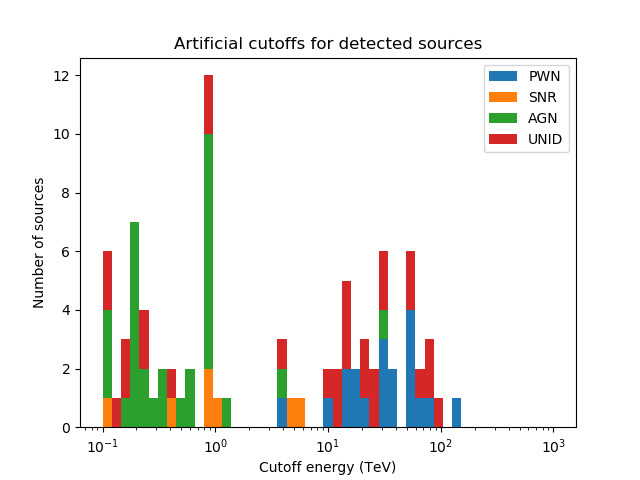 Artificial cutoffs for detected sources
12
10
8
6
4
2
0
Number of sources
PWN
SNR
AGN
UNID
10⁻¹ 10⁰ 10¹ 10² 10³
Cutoff energy (TeV)